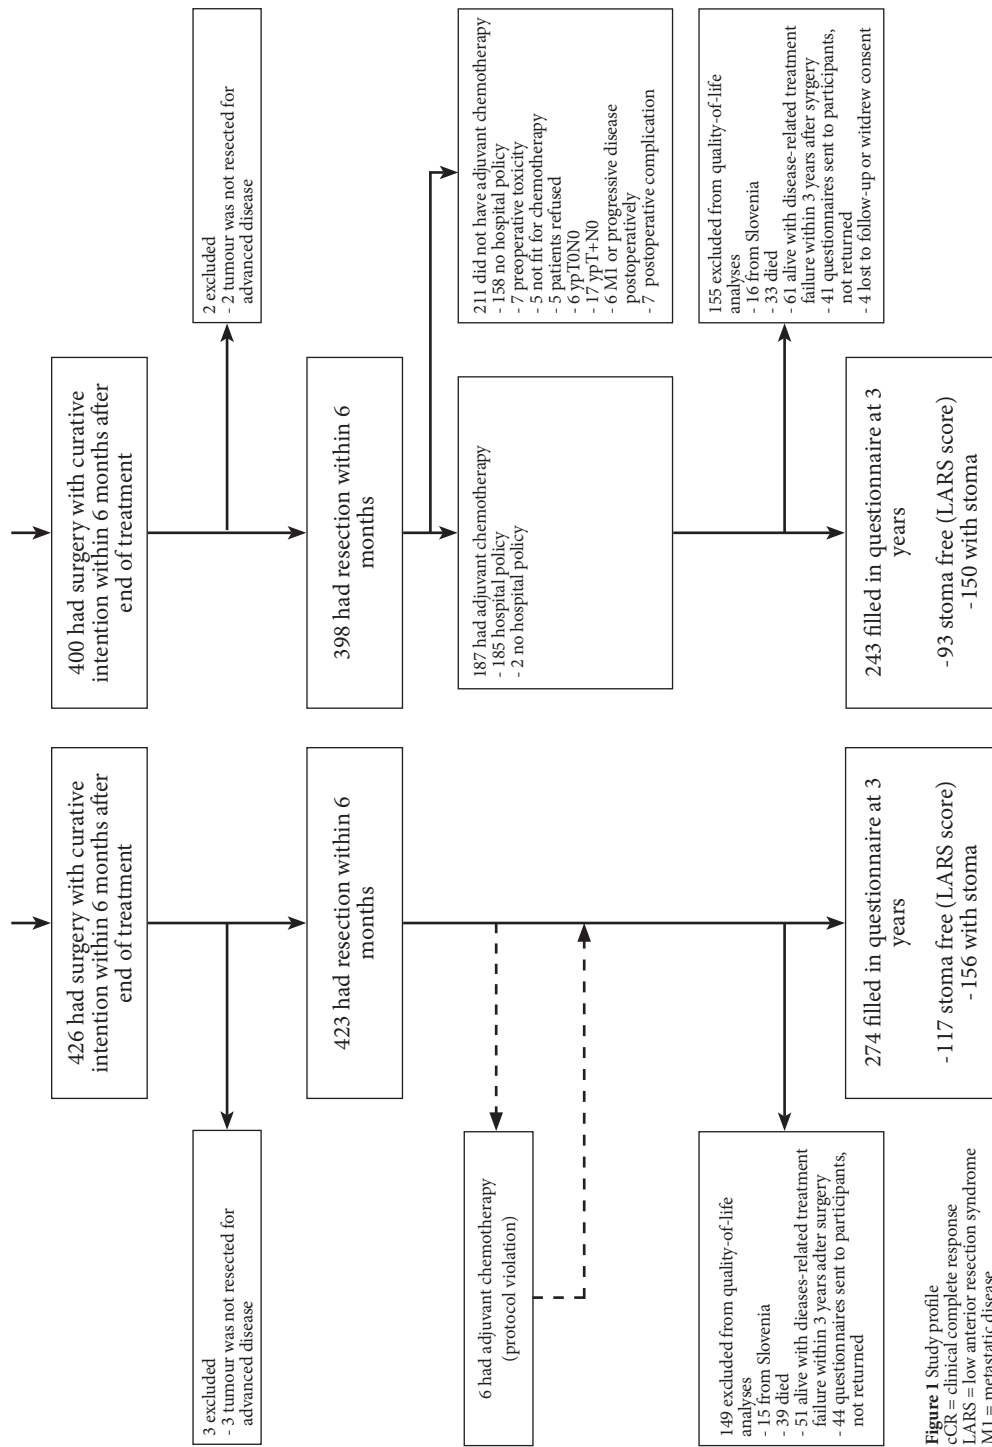 426 had surgery with curative
intention within 6 months after
end of treatment
3 excluded
- 3 tumour was not resected for
advanced disease
423 had resection within 6
months
6 had adjuvant chemotherapy
(protocol violation)
149 excluded from quality-of-life
analyses
- 15 from Slovenia
- 39 died
- 51 alive with dieases-related treatment
failure within 3 years adter surgery
- 44 questionnaires sent to participants,
not returned
274 filled in questionnaire at 3
years
-117 stoma free (LARS score)
-156 with stoma
400 had surgery with curative
intention within 6 months after
end of treatment
2 excluded
- 2 tumour was not resected for
advanced disease
398 had resection within 6
months
187 had adjuvant chemotherapy
- 185 hospital policy
- 2 no hospital policy
211 did not have adjuvant chemotherapy
- 158 no hospital policy
- 7 preoperative toxicity
- 5 not fit for chemotherapy
- 5 patients refused
- 6 ypT0N0
- 17 ypT+N0
- 6 M1 or progressive disease
postoperatively
- 7 postoperative complication
155 excluded from quality-of-life
analyses
- 16 from Slovenia
- 33 died
- 61 alive with disease-related treatment
failure within 3 years after syrgery
- 41 questionnaires sent to participants,
not returned
- 4 lost to follow-up or witdrew consent
243 filled in questionnaire at 3
years
-93 stoma free (LARS score)
-150 with stoma
Figure 1 Study profile
cCR = clinical complete response
LARS = low anterior resection syndrome
M1 = metastatic disease